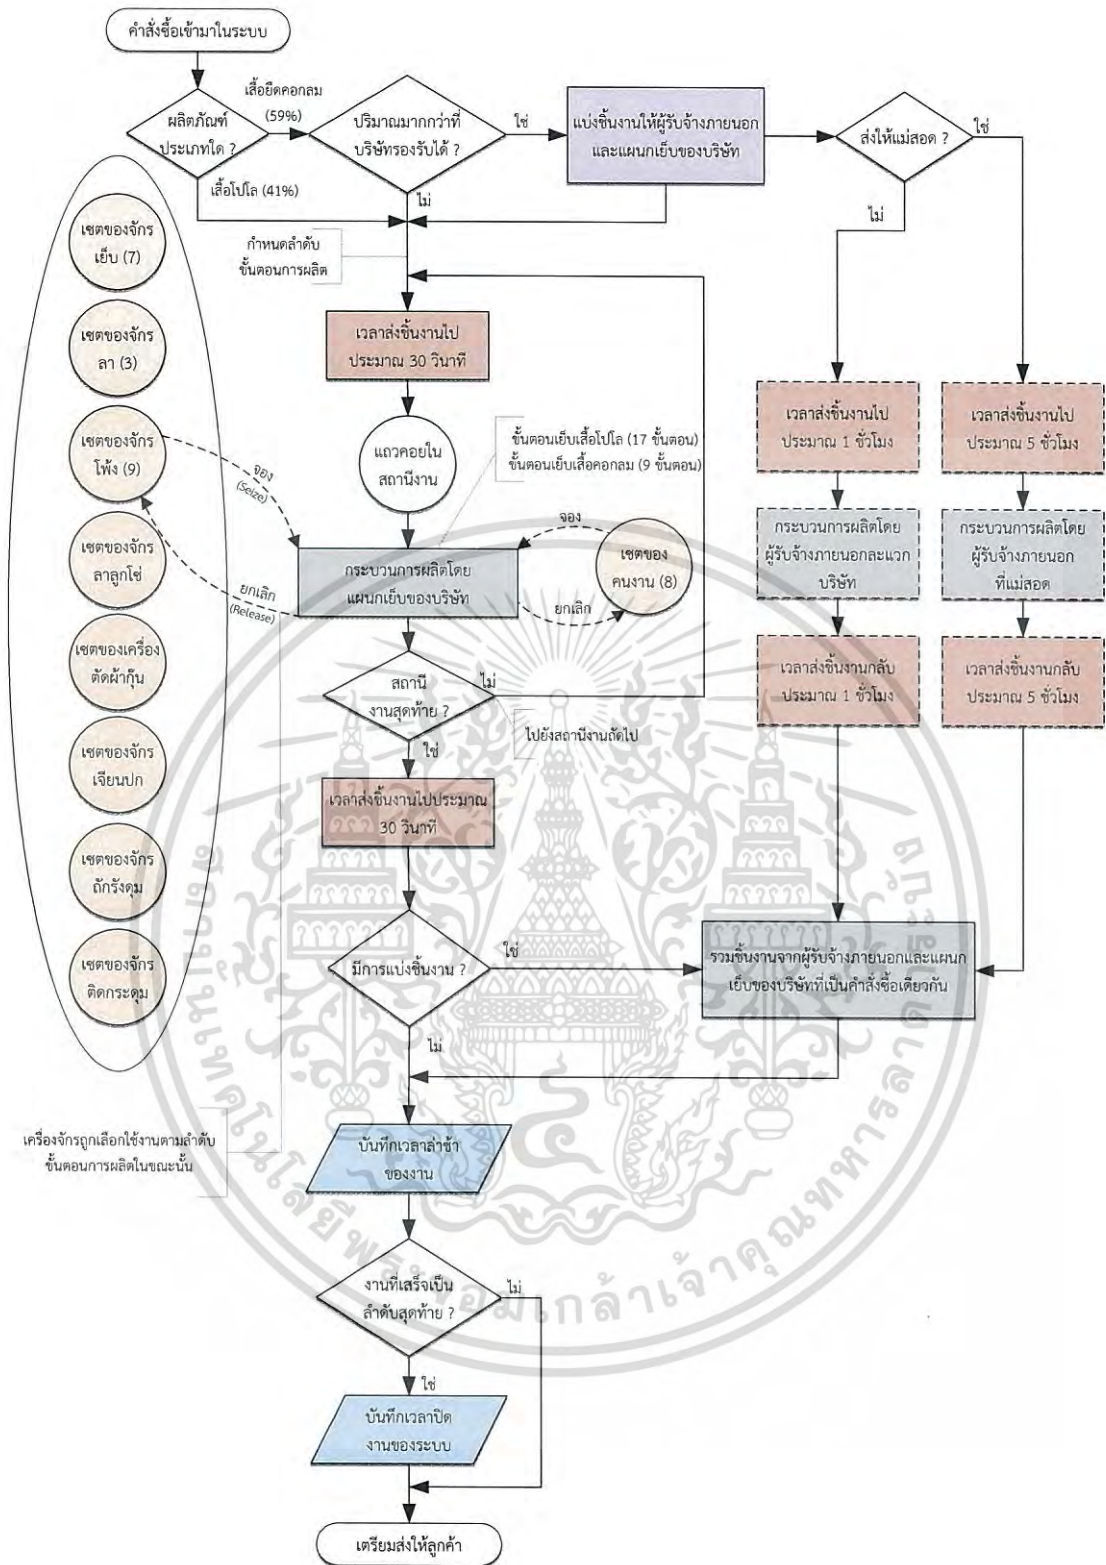 คำสั่งซื้อเข้ามาในระบบ
ผลิตภัณฑ์
ประเภทใด ?
เสื้อยืดคอกลม
(59%)
ปริมาณมากกว่าที่
บริษัทรองรับได้ ?
ใช่
แบ่งชิ้นงานให้ผู้รับจ้างภายนอก
และแผนกเย็บของบริษัท
ส่งให้แม่สอด ?
ใช่
เสื้อโปโล (41%)
ไม่
ไม่
กำหนดลำดับ
ขั้นตอนการผลิต
เซตของจักร
เย็บ (7)
เซตของจักร
ลา (3)
เซตของจักร
โพ้ง (9)
เซตของจักร
ลาลูกโซ่
เซตของเครื่อง
ตัดผ้ากุ๊น
เซตของจักร
เจียนปก
เซตของจักร
ถักรังดุม
เซตของจักร
ติดกระดุม
เวลาส่งชิ้นงานไป
ประมาณ 30 วินาที
แถวคอยใน
สถานีงาน
ขั้นตอนเย็บเสื้อโปโล (17 ขั้นตอน)
ขั้นตอนเย็บเสื้อคอกลม (9 ขั้นตอน)
จอง
(Seize)
ยกเลิก
(Release)
กระบวนการผลิตโดย
แผนกเย็บของบริษัท
จอง
ยกเลิก
เซตของ
คนงาน (8)
เวลาส่งชิ้นงานไป
ประมาณ 1 ชั่วโมง
เวลาส่งชิ้นงานไป
ประมาณ 5 ชั่วโมง
กระบวนการผลิตโดย
ผู้รับจ้างภายนอกละแวก
บริษัท
กระบวนการผลิตโดย
ผู้รับจ้างภายนอก
ที่แม่สอด
เวลาส่งชิ้นงานกลับ
ประมาณ 1 ชั่วโมง
เวลาส่งชิ้นงานกลับ
ประมาณ 5 ชั่วโมง
สถานี
งานสุดท้าย ?
ไม่
ไปยังสถานีงานถัดไป
ใช่
เวลาส่งชิ้นงานไปประมาณ
30 วินาที
มีการแบ่งชิ้นงาน ?
ใช่
รวมชิ้นงานจากผู้รับจ้างภายนอกและแผนก
เย็บของบริษัทที่เป็นคำสั่งซื้อเดียวกัน
ไม่
เครื่องจักรถูกเลือกใช้งานตามลำดับ
ขั้นตอนการผลิตในขณะนั้น
บันทึกเวลาล่าช้า
ของงาน
งานที่เสร็จเป็น
ลำดับสุดท้าย ?
ไม่
ใช่
บันทึกเวลาปิด
งานของระบบ
เตรียมส่งให้ลูกค้า
สถาบันเทคโนโลยีพระจอมเกล้าเจ้าคุณทหารลาดกระบัง